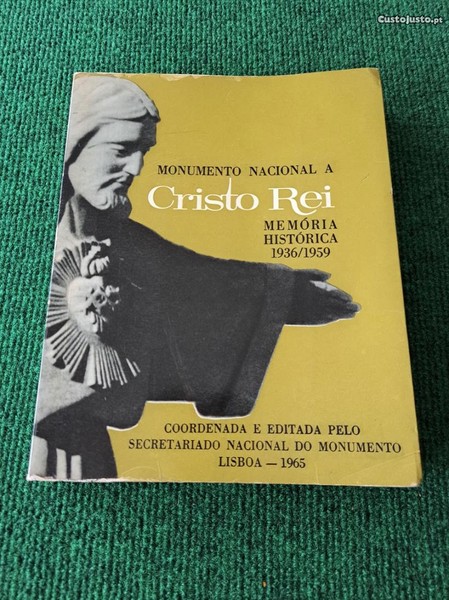 CustoJusto.pt
MONUMENTO NACIONAL A
Cristo Rei
MEMÓRIA
HISTÓRICA
1936/1959
COORDENADA E EDITADA PELO
SECRETARIADO NACIONAL DO MONUMENTO
LISBOA — 1965